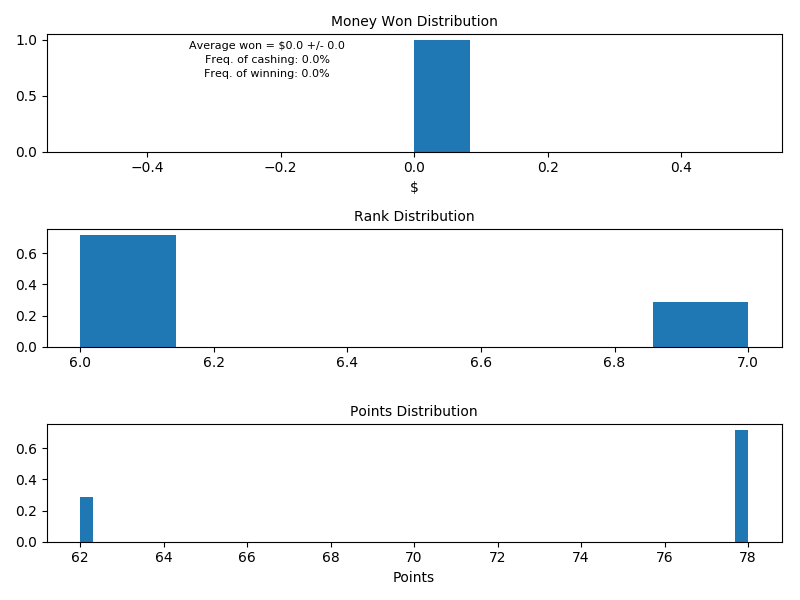 Money Won Distribution
1.0
Average won = $0.0 +/- 0.0
Freq. of cashing: 0.0%
Freq. of winning: 0.0%
0.5
0.0
−0.4 −0.2 0.0 0.2 0.4
$
Rank Distribution
0.6
0.4
0.2
0.0
6.0 6.2 6.4 6.6 6.8 7.0
Points Distribution
0.6
0.4
0.2
0.0
62 64 66 68 70 72 74 76 78
Points